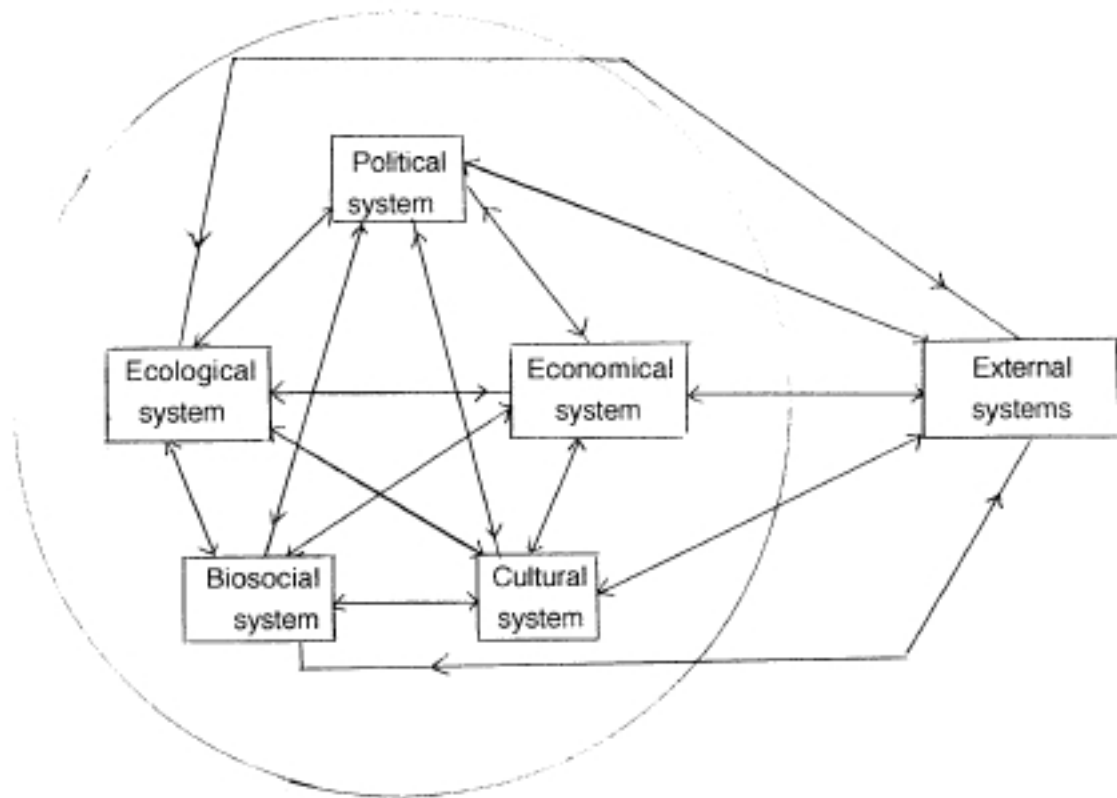 Political
system
Ecological
system
Economical
system
External
systems
Biosocial
system
Cultural
system